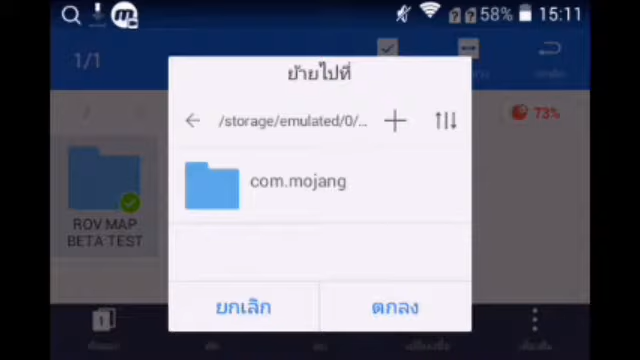 58% 15:11
1/1
ย้ายไปที่
/storage/emulated/0/...
73%
com.mojang
ROV MAP
BETA TEST
ยกเลิก
ตกลง
1